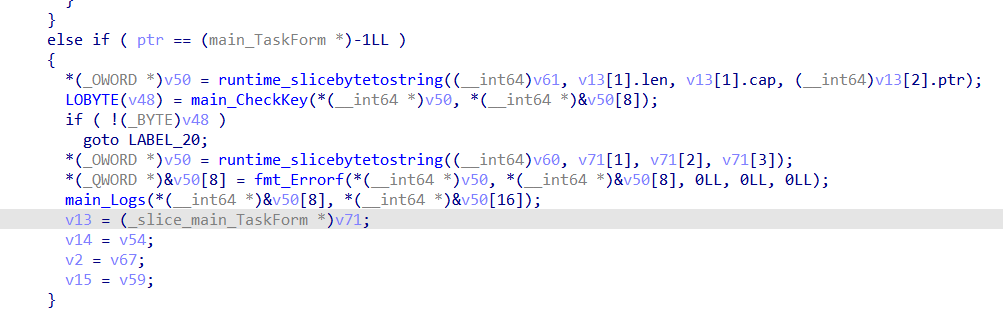 }
}
else if ( ptr == (main_TaskForm *)-1LL )
{
*(_OWORD *)v50 = runtime_slicebytetostring((__int64)v61, v13[1].len, v13[1].cap, (__int64)v13[2].ptr);
LOBYTE(v48) = main_CheckKey(*(__int64 *)v50, *(__int64 *)&v50[8]);
if ( !(_BYTE)v48 )
goto LABEL_20;
*(_OWORD *)v50 = runtime_slicebytetostring((__int64)v60, v71[1], v71[2], v71[3]);
*(_QWORD *)&v50[8] = fmt_Errorf(*(__int64 *)v50, *(__int64 *)&v50[8], 0LL, 0LL, 0LL);
main_Logs(*(__int64 *)&v50[8], *(__int64 *)&v50[16]);
v13 = (_slice_main_TaskForm *)v71;
v14 = v54;
v2 = v67;
v15 = v59;
}